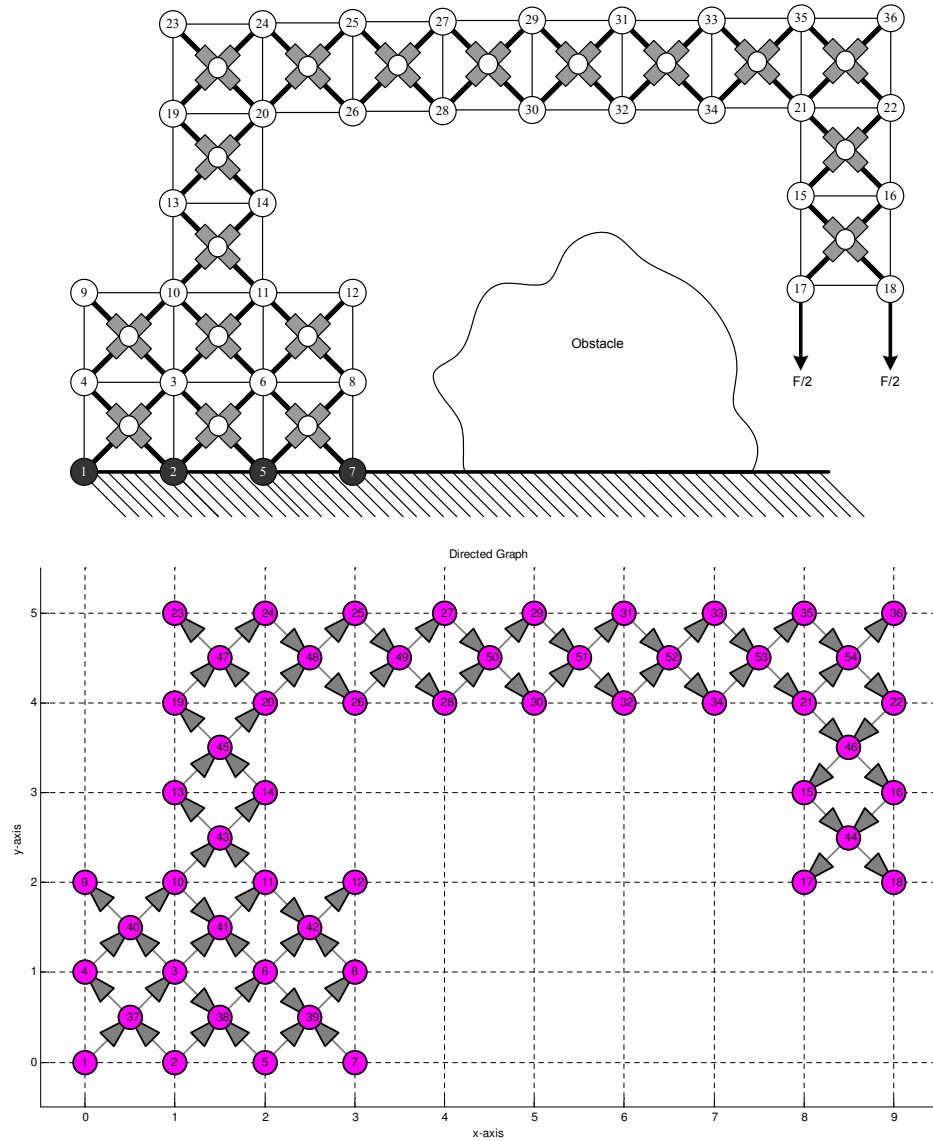 23 24 25 27 29 31 33 35 36
19 20 26 28 30 32 34 21 22
13 14 15 16
9 10 11 12 17 18
Obstacle
4 3 6 8 F/2 F/2
1 2 5 7
Directed Graph
5 23 24 25 27 29 31 33 35 36
47 48 49 50 51 52 53 54
4 19 20 26 28 30 32 34 21 22
45 46
3 13 14 15 16
y-axis
43 44
2 9 10 11 12 17 18
40 41 42
1 4 3 6 8
37 38 39
0 1 2 5 7
0 1 2 3 4 5 6 7 8 9
x-axis